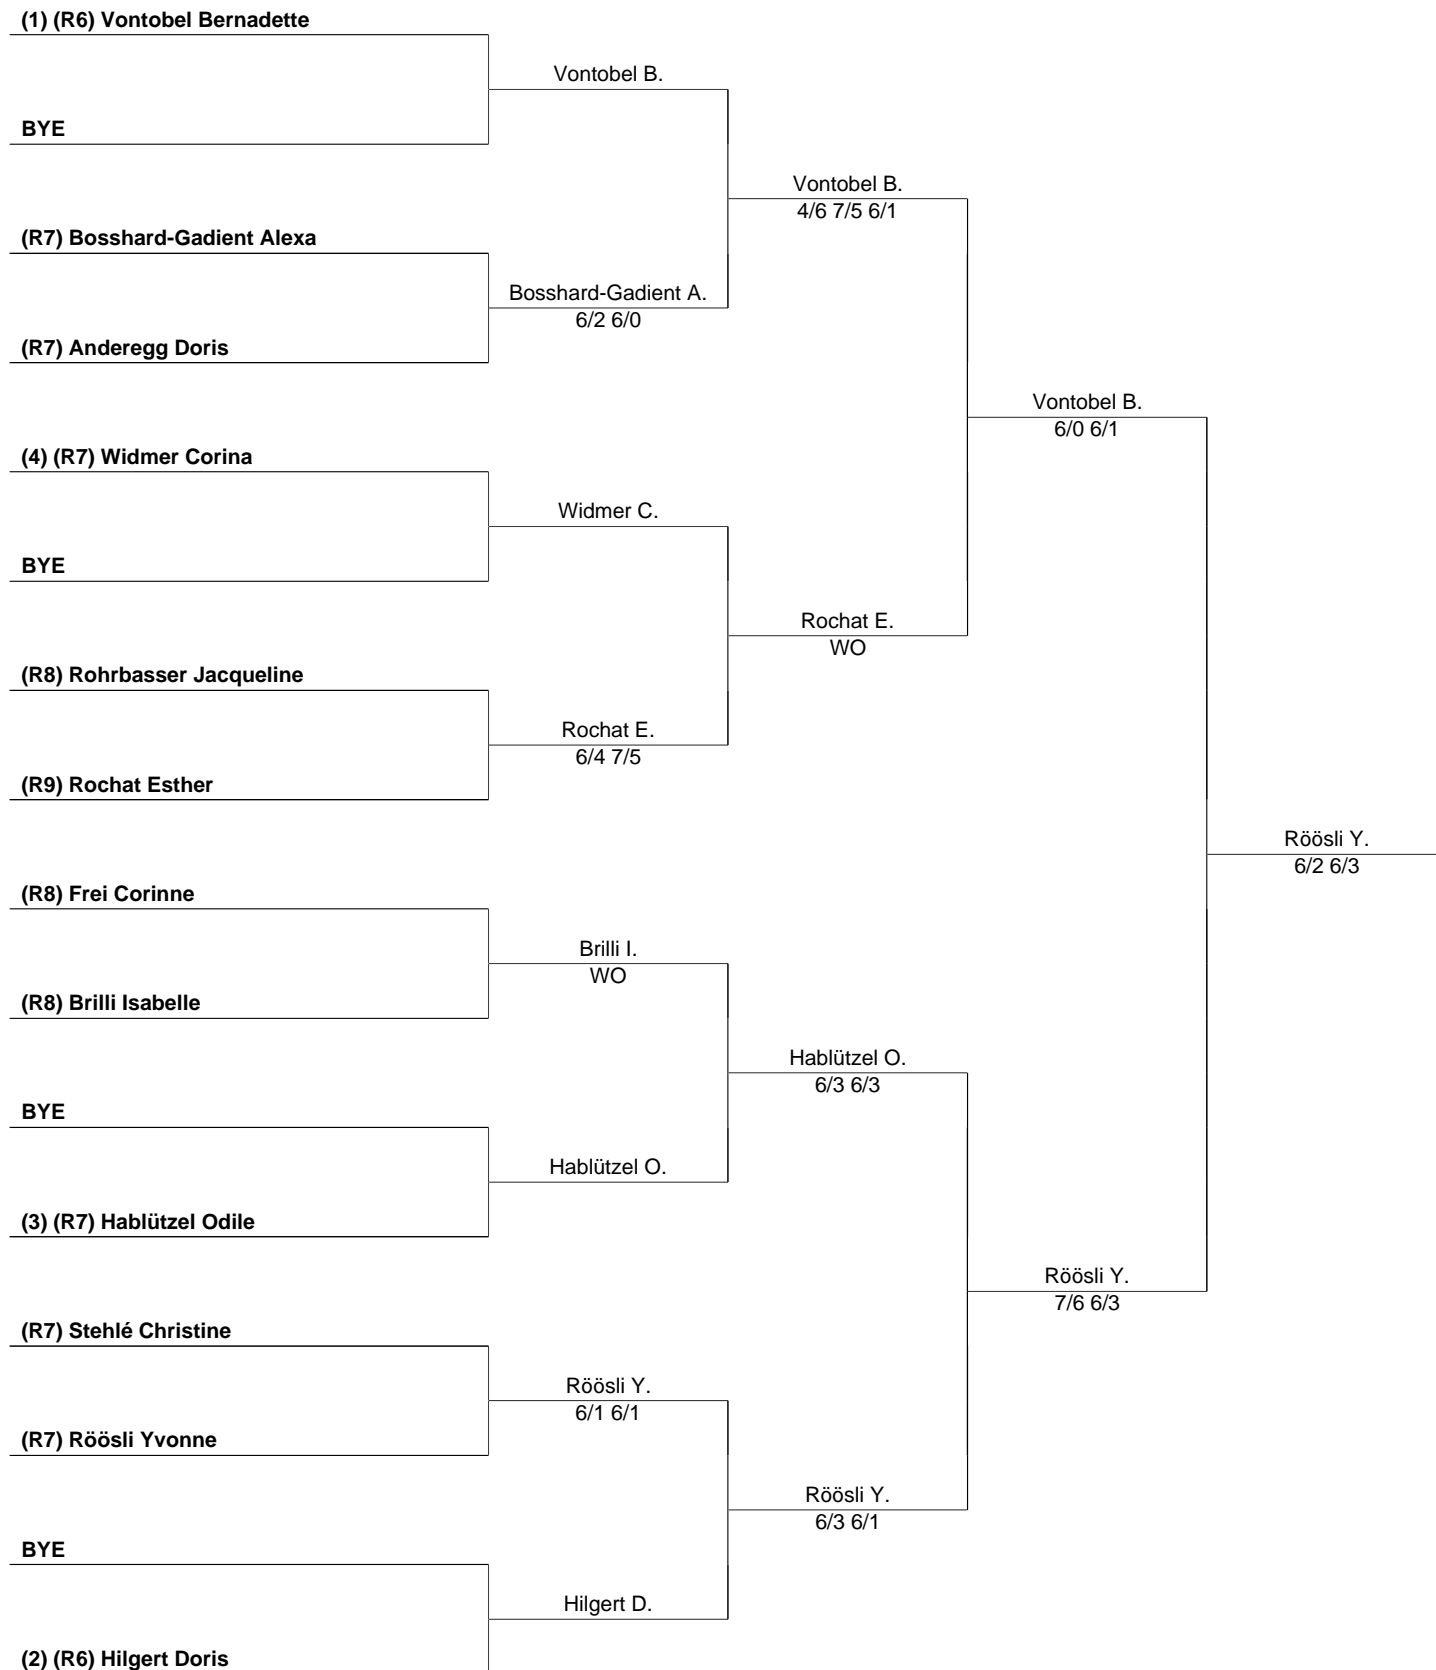 (1) (R6) Vontobel Bernadette
Vontobel B.
BYE
Vontobel B.
4/6 7/5 6/1
(R7) Bosshard-Gadient Alexa
Bosshard-Gadient A.
6/2 6/0
(R7) Anderegg Doris
Vontobel B.
6/0 6/1
(4) (R7) Widmer Corina
Widmer C.
BYE
Rochat E.
WO
(R8) Rohrbasser Jacqueline
Rochat E.
6/4 7/5
(R9) Rochat Esther
Röösli Y.
6/2 6/3
(R8) Frei Corinne
Brilli I.
WO
(R8) Brilli Isabelle
Hablützel O.
6/3 6/3
BYE
Hablützel O.
(3) (R7) Hablützel Odile
Röösli Y.
7/6 6/3
(R7) Stehlé Christine
Röösli Y.
6/1 6/1
(R7) Röösli Yvonne
Röösli Y.
6/3 6/1
BYE
Hilgert D.
(2) (R6) Hilgert Doris